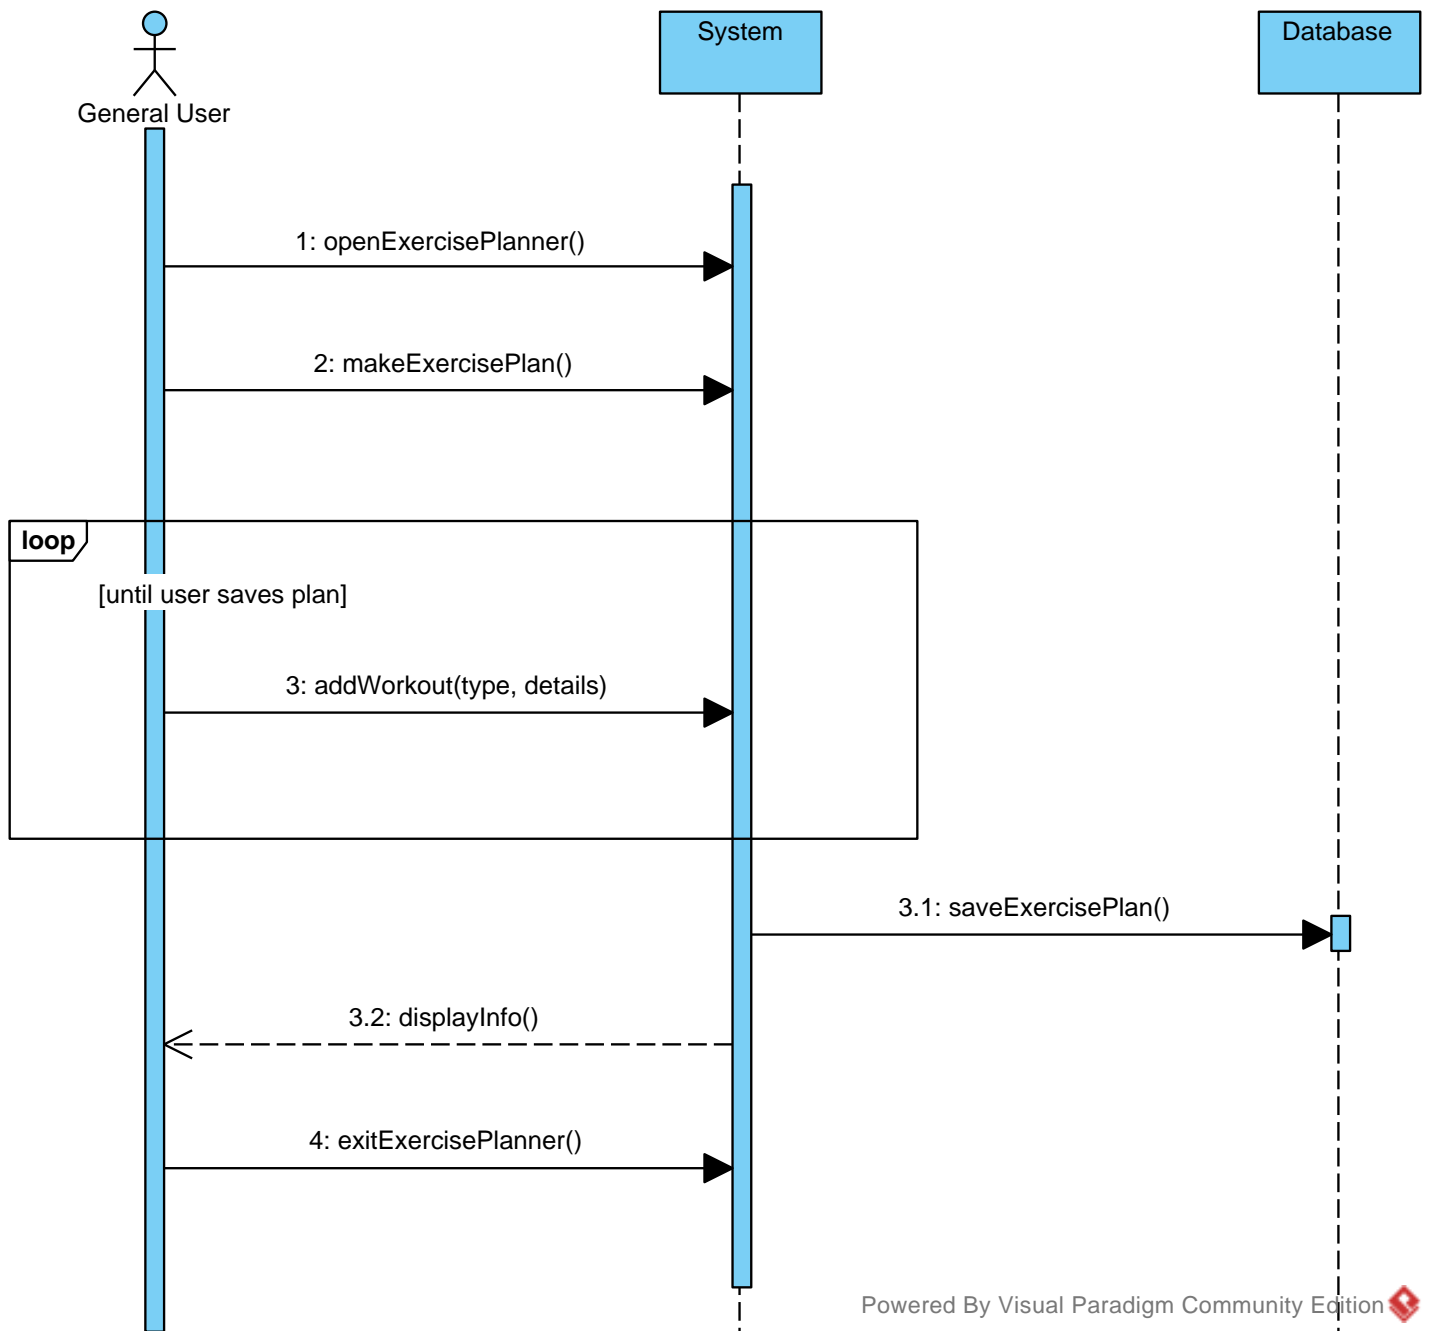 System
Database
General User
1: openExercisePlanner()
2: makeExercisePlan()
loop
[until user saves plan]
3: addWorkout(type, details)
3.1: saveExercisePlan()
3.2: displayInfo()
4: exitExercisePlanner()
Powered By Visual Paradigm Community Edition